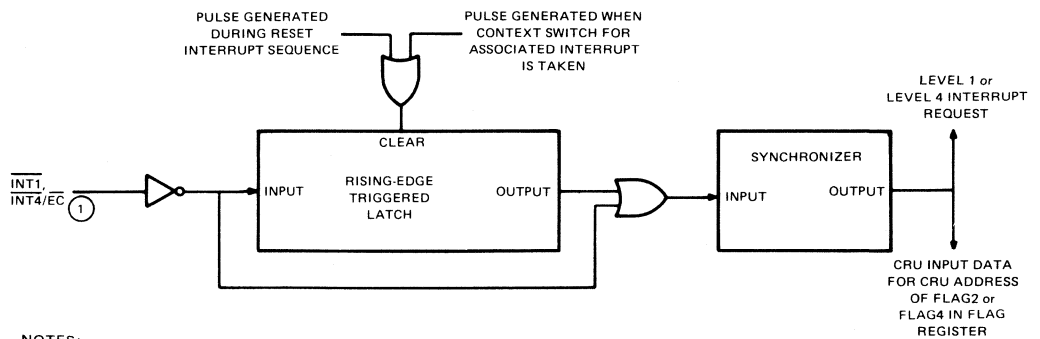 PULSE GENERATED
DURING RESET
INTERRUPT SEQUENCE
PULSE GENERATED WHEN
CONTEXT SWITCH FOR
ASSOCIATED INTERRUPT
IS TAKEN
LEVEL 1 or
LEVEL 4 INTERRUPT
REQUEST
CLEAR
INT1,
INT4/EC
1
INPUT
RISING-EDGE
TRIGGERED
LATCH
OUTPUT
SYNCHRONIZER
INPUT
OUTPUT
CRU INPUT DATA
FOR CRU ADDRESS
OF FLAG2 or
FLAG4 IN FLAG
REGISTER
NOTES: